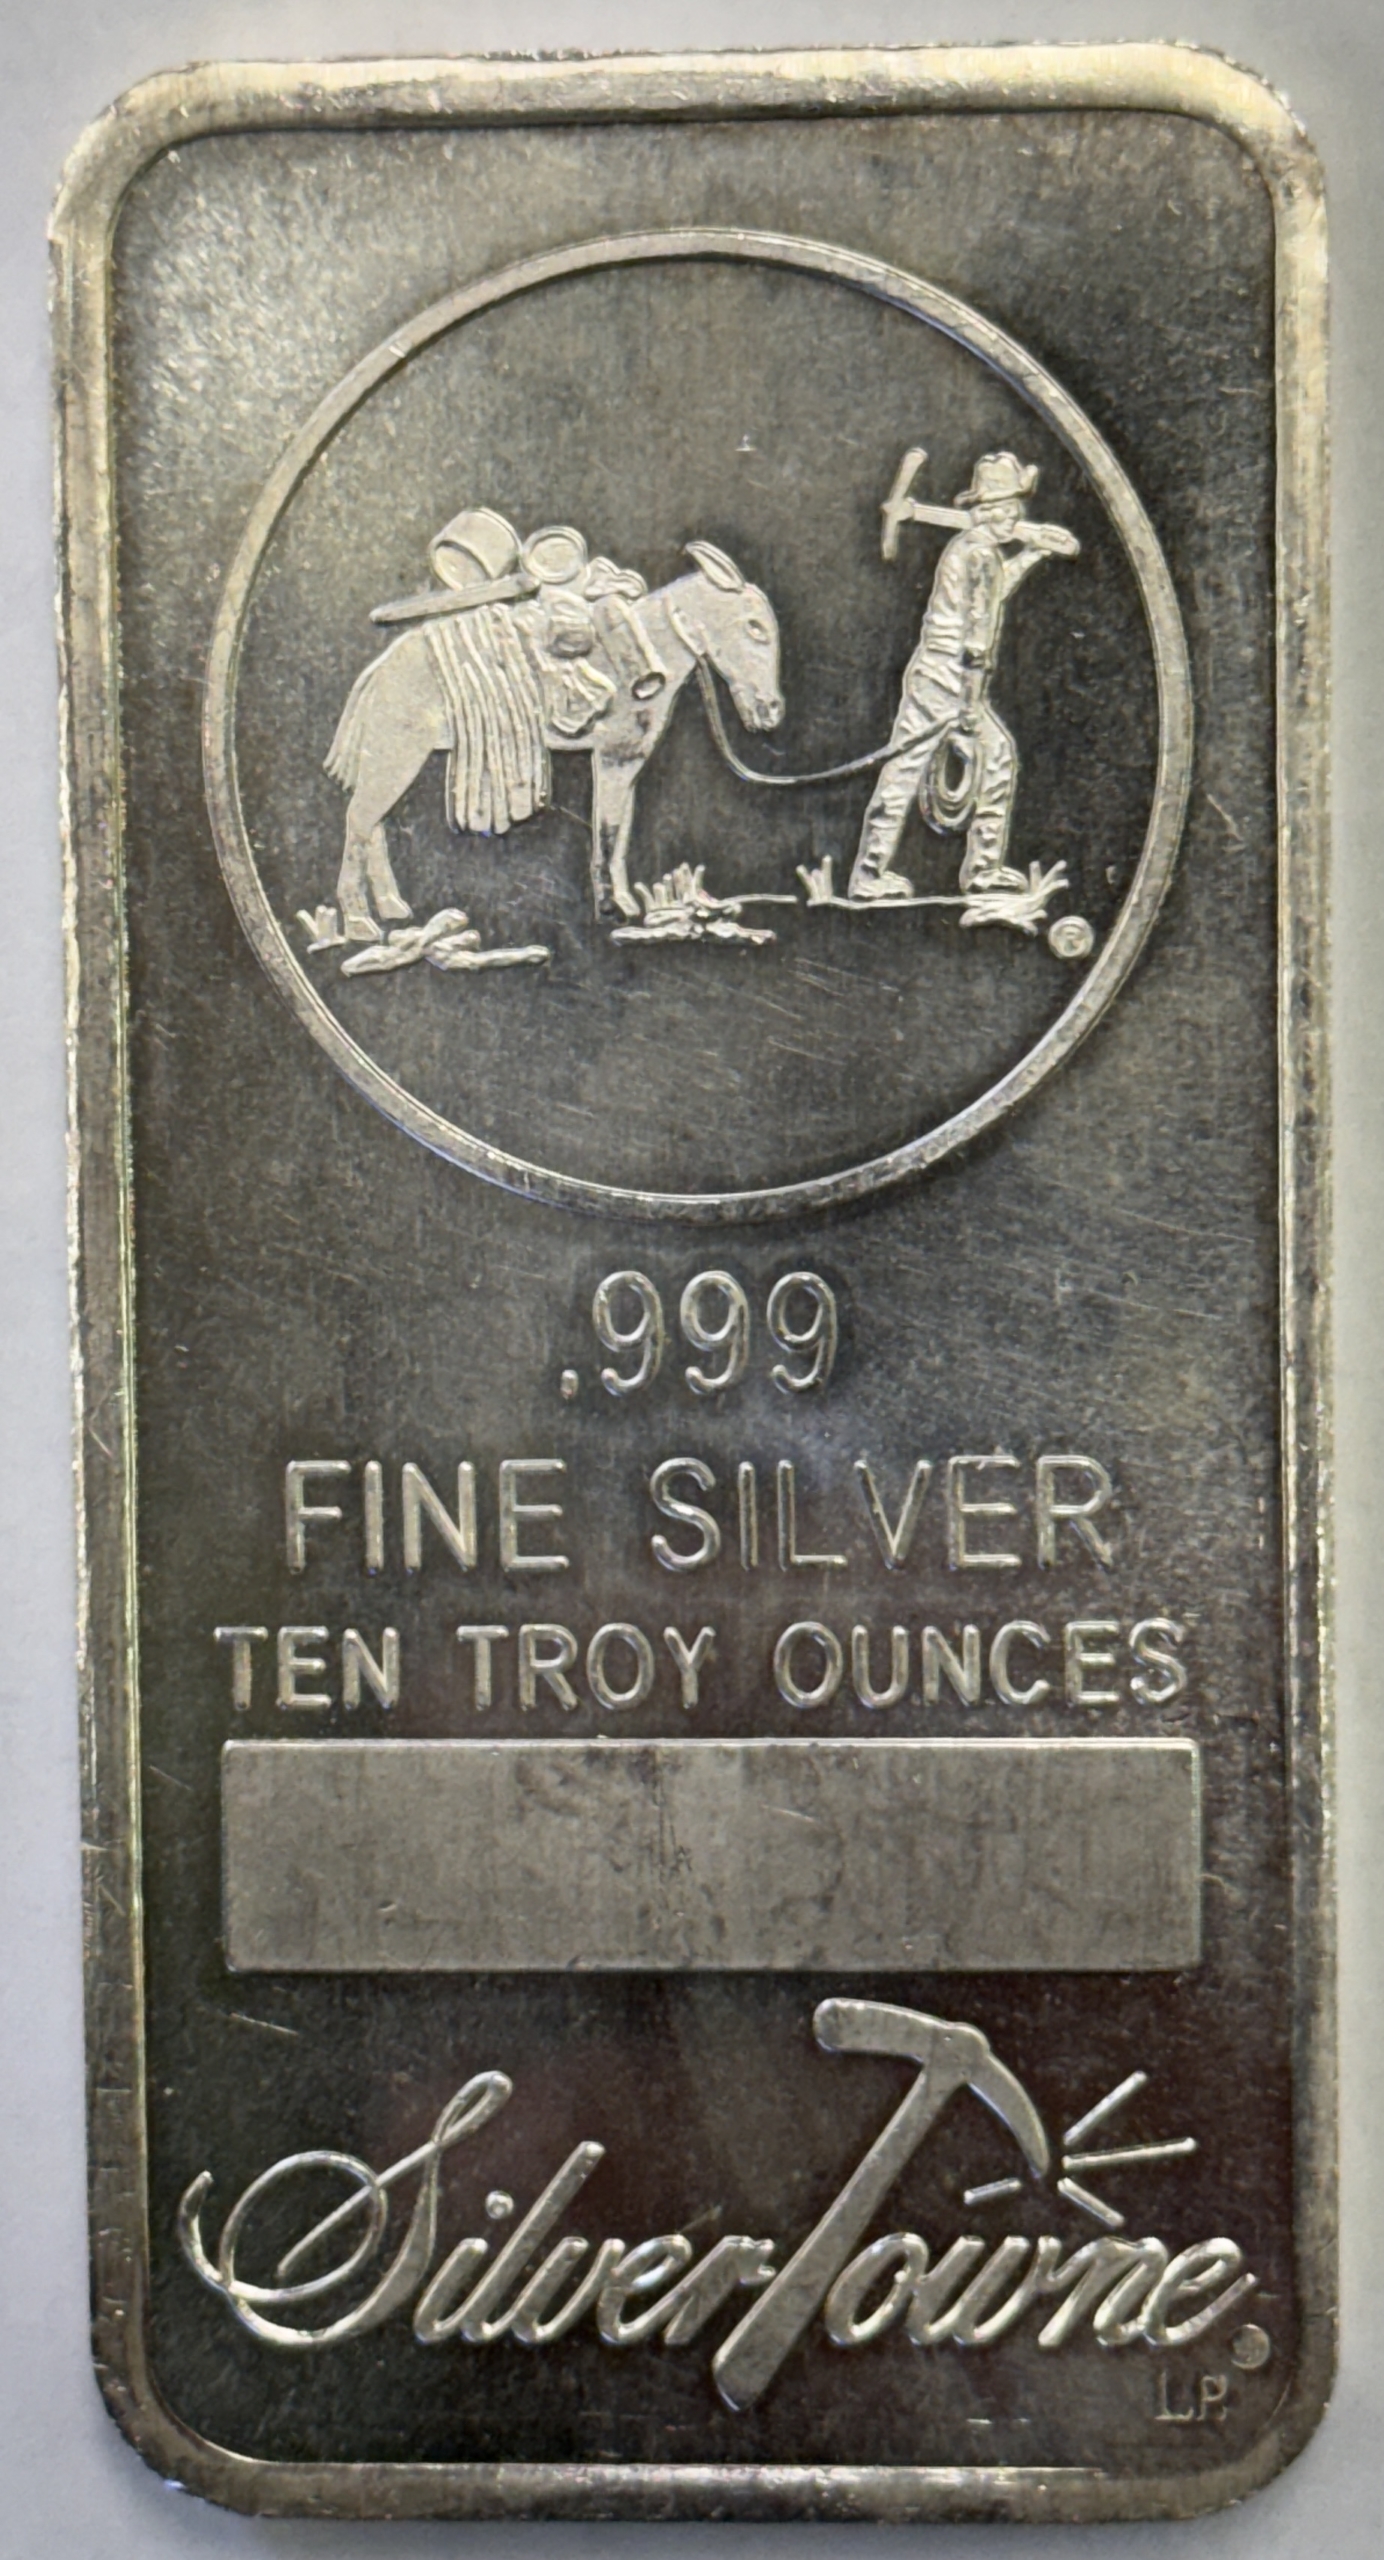 ®
.999
FINE SILVER
TEN TROY OUNCES
SilverTowne
L.P.